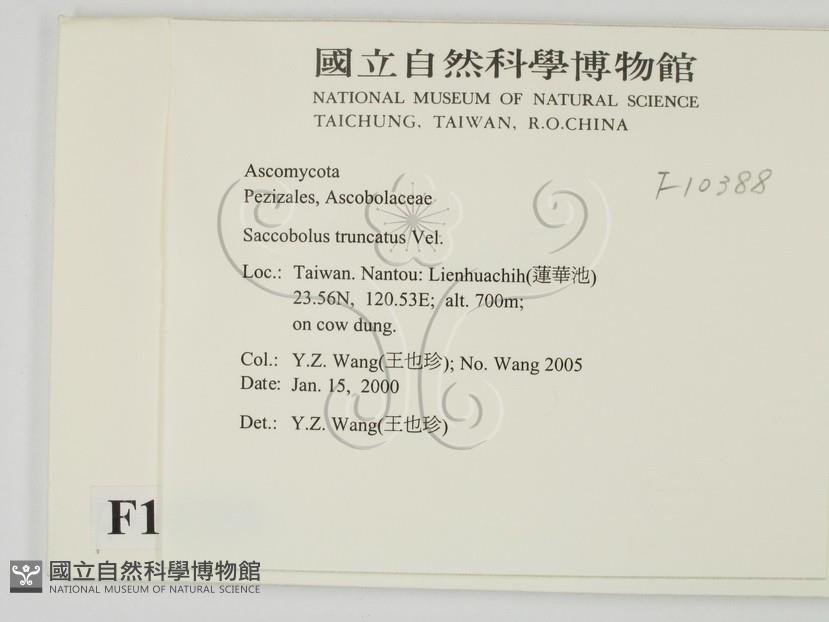 國立自然科學博物館
NATIONAL MUSEUM OF NATURAL SCIENCE
TAICHUNG, TAIWAN, R.O.CHINA
F-10388
Ascomycota
Pezizales, Ascobolaceae
Saccobolus truncatus Vel.
Loc.: Taiwan. Nantou: Lienhuachih(蓮華池)
23.56N, 120.53E; alt. 700m;
on cow dung.
Col.: Y.Z. Wang(王也珍); No. Wang 2005
Date: Jan. 15, 2000
Det.: Y.Z. Wang(王也珍)
F1
國立自然科學博物館
NATIONAL MUSEUM OF NATURAL SCIENCE